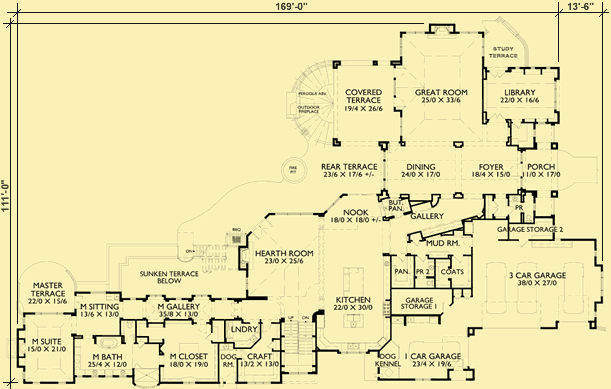 169'-0"
13'-6"
111'-0"
STUDY
TERRACE
PERGOLA ABV.
OUTDOOR
FIREPLACE
COVERED
TERRACE
19/4 X 26/6
GREAT ROOM
25/0 X 33/6
LIBRARY
22/0 X 16/6
FIRE
PIT
REAR TERRACE
23/6 X 17/6 +/-
DINING
24/0 X 17/0
FOYER
18/4 X 15/0
PORCH
11/0 X 17/0
BUT.
PAN.
NOOK
18/0 X 18/0 +/-
GALLERY
PR
GARAGE STORAGE 2
MUD RM.
BBQ
DN
HEARTH ROOM
23/0 X 25/6
SUNKEN TERRACE
BELOW
PAN.
PR 2
COATS
3 CAR GARAGE
38/0 X 27/0
MASTER
TERRACE
22/0 X 15/6
M SITTING
13/6 X 13/0
M GALLERY
35/8 X 13/0
KITCHEN
22/0 X 30/0
GARAGE
STORAGE 1
UP
DN
LNDRY
M SUITE
15/0 X 21/0
M BATH
25/4 X 12/0
M CLOSET
18/0 X 19/0
DOG
RM.
CRAFT
13/2 X 13/0
DOG
KENNEL
1 CAR GARAGE
23/4 X 19/6